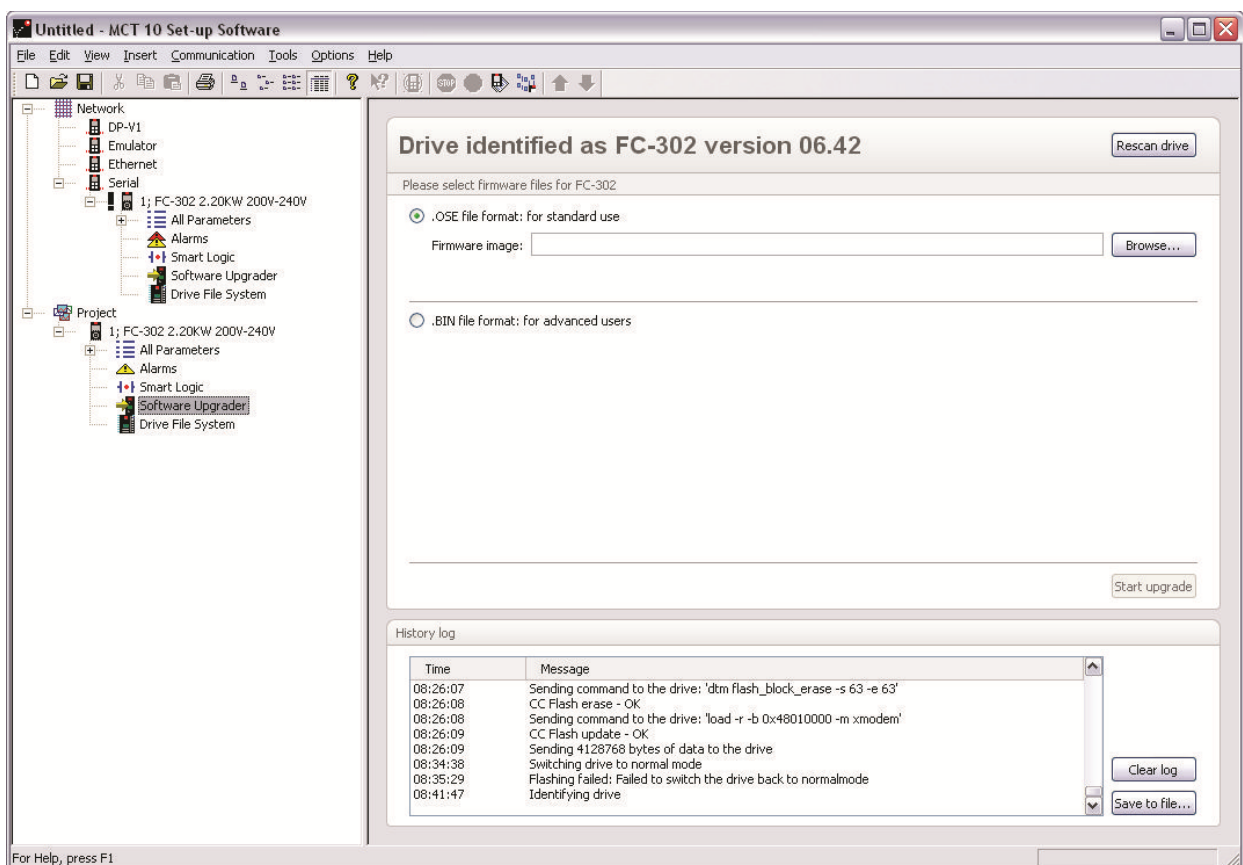 Untitled - MCT 10 Set-up Software
File Edit View Insert Communication Tools Options Help
STOP
Network
DP-V1
Emulator
Ethernet
Serial
1; FC-302 2.20KW 200V-240V
All Parameters
Alarms
Smart Logic
Software Upgrader
Drive File System
Project
1; FC-302 2.20KW 200V-240V
All Parameters
Alarms
Smart Logic
Software Upgrader
Drive File System
Drive identified as FC-302 version 06.42
Rescan drive
Please select firmware files for FC-302
.OSE file format: for standard use
Firmware image:
Browse...
.BIN file format: for advanced users
Start upgrade
History log
Time Message
08:26:07 Sending command to the drive: 'dtm flash_block_erase -s 63 -e 63'
08:26:08 CC Flash erase - OK
08:26:08 Sending command to the drive: 'load -r -b 0x48010000 -m xmodem'
08:26:09 CC Flash update - OK
08:26:09 Sending 4128768 bytes of data to the drive
08:34:38 Switching drive to normal mode
08:35:29 Flashing failed: Failed to switch the drive back to normalmode
08:41:47 Identifying drive
Clear log
Save to file...
For Help, press F1